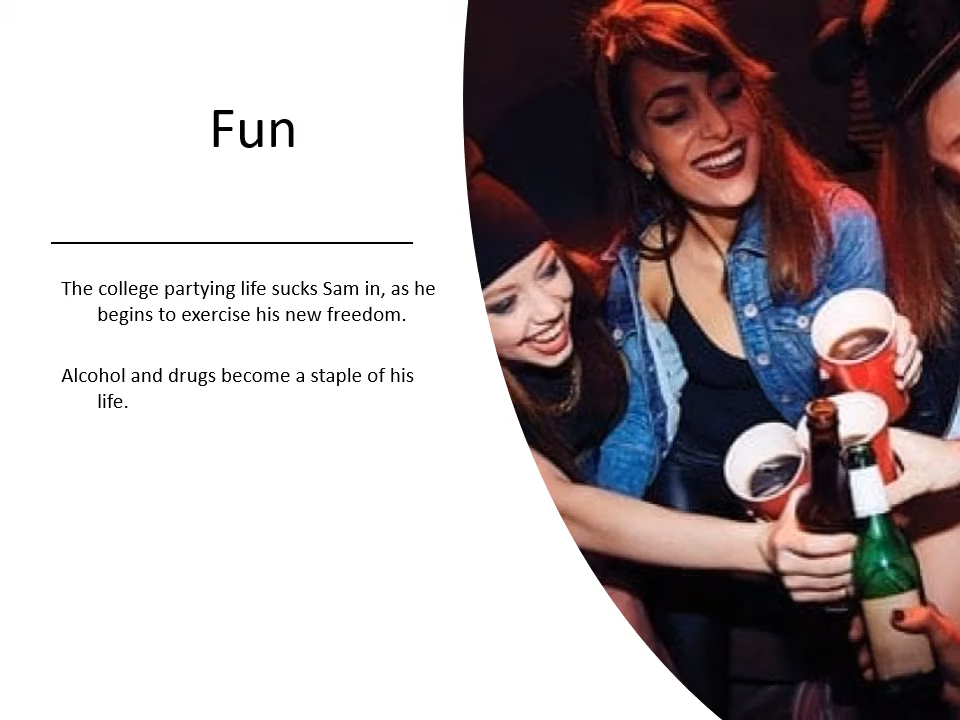 Fun
The college partying life sucks Sam in, as he
begins to exercise his new freedom.
Alcohol and drugs become a staple of his
life.